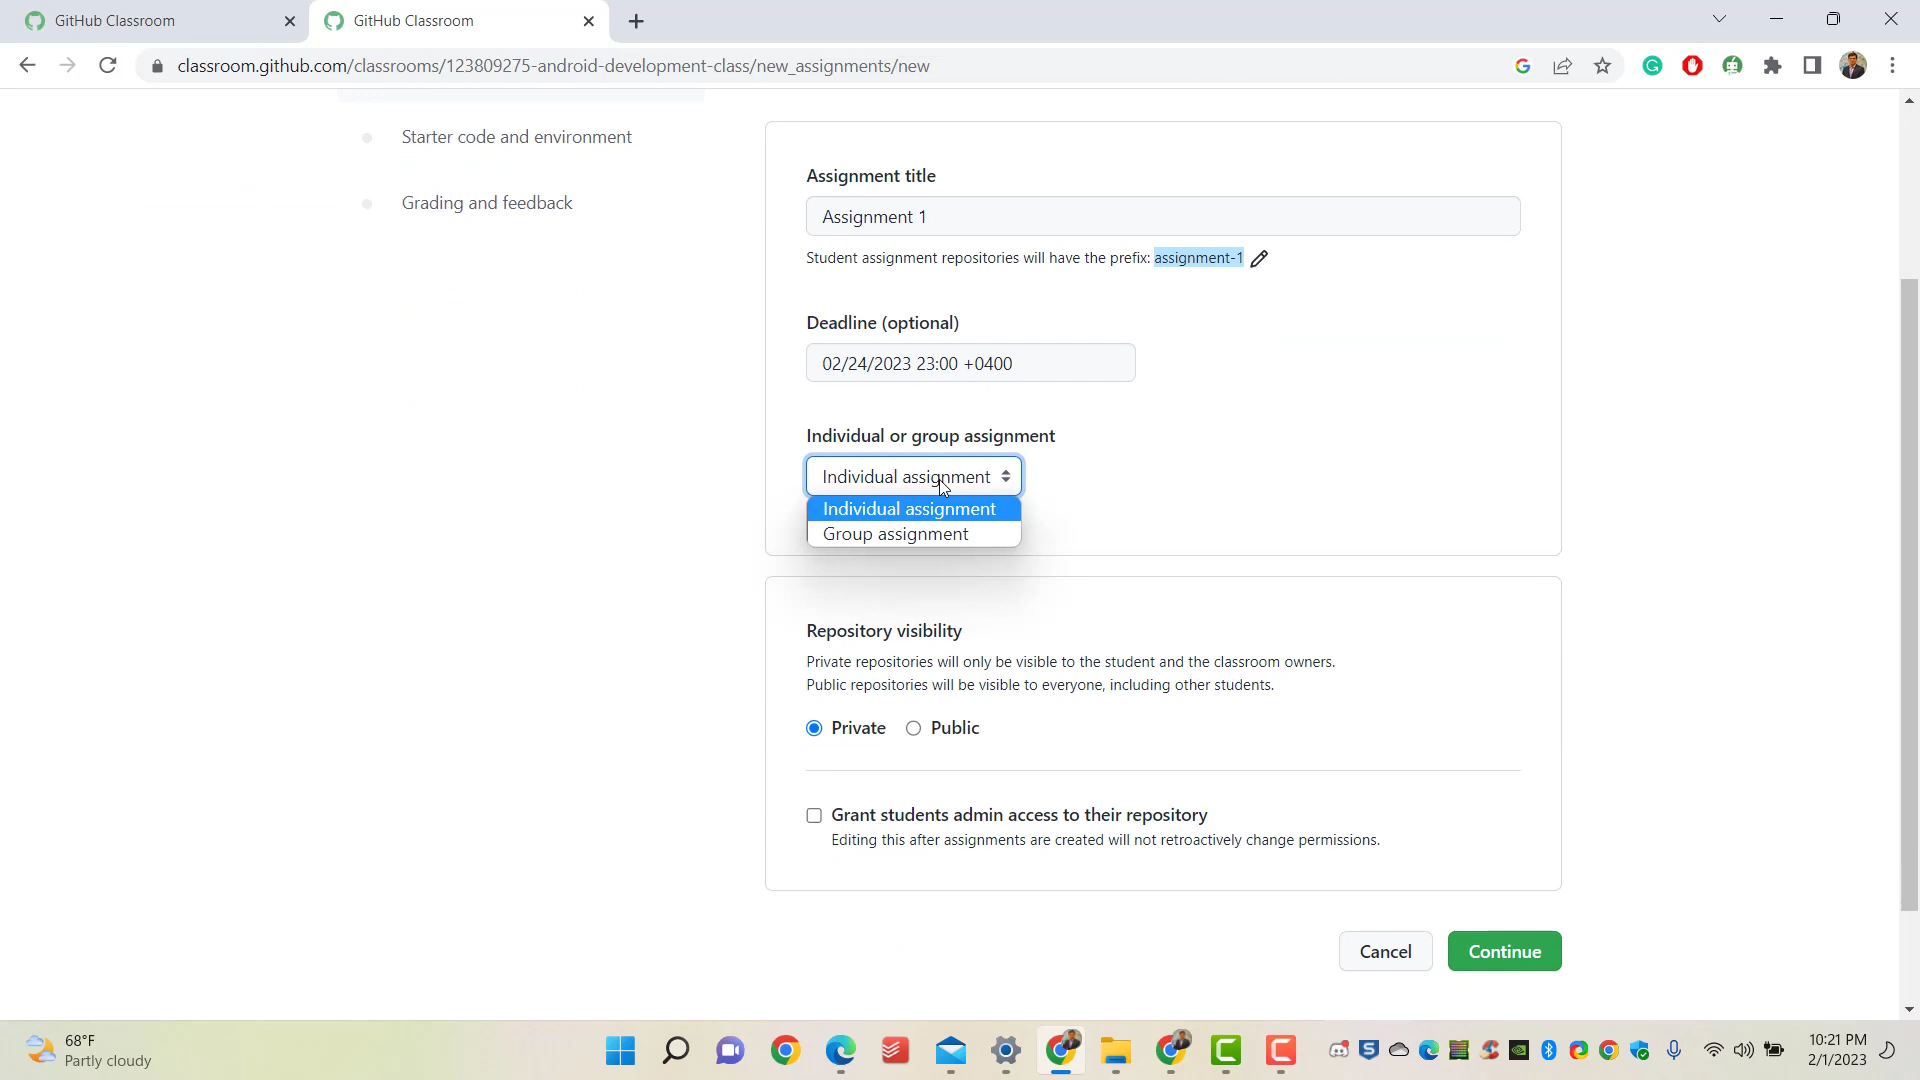 GitHub Classroom
GitHub Classroom
classroom.github.com/classrooms/123809275-android-development-class/new_assignments/new
Starter code and environment
Grading and feedback
Assignment title
Assignment 1
Student assignment repositories will have the prefix: assignment-1
Deadline (optional)
02/24/2023 23:00 +0400
Individual or group assignment
Individual assignment
Individual assignment
Group assignment
Repository visibility
Private repositories will only be visible to the student and the classroom owners.
Public repositories will be visible to everyone, including other students.
Private Public
Grant students admin access to their repository
Editing this after assignments are created will not retroactively change permissions.
Cancel Continue
68°F
Partly cloudy
10:21 PM
2/1/2023